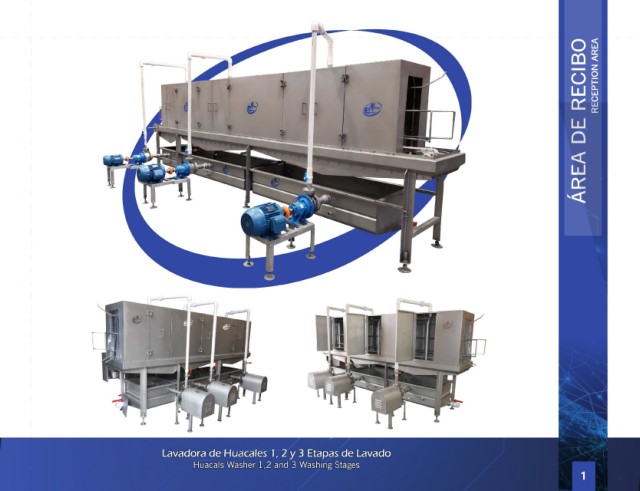 ÁREA DE RECIBO
RECEPTION AREA
Lavadora de Huacales 1, 2 y 3 Etapas de Lavado
Huacals Washer 1,2 and 3 Washing Stages
1